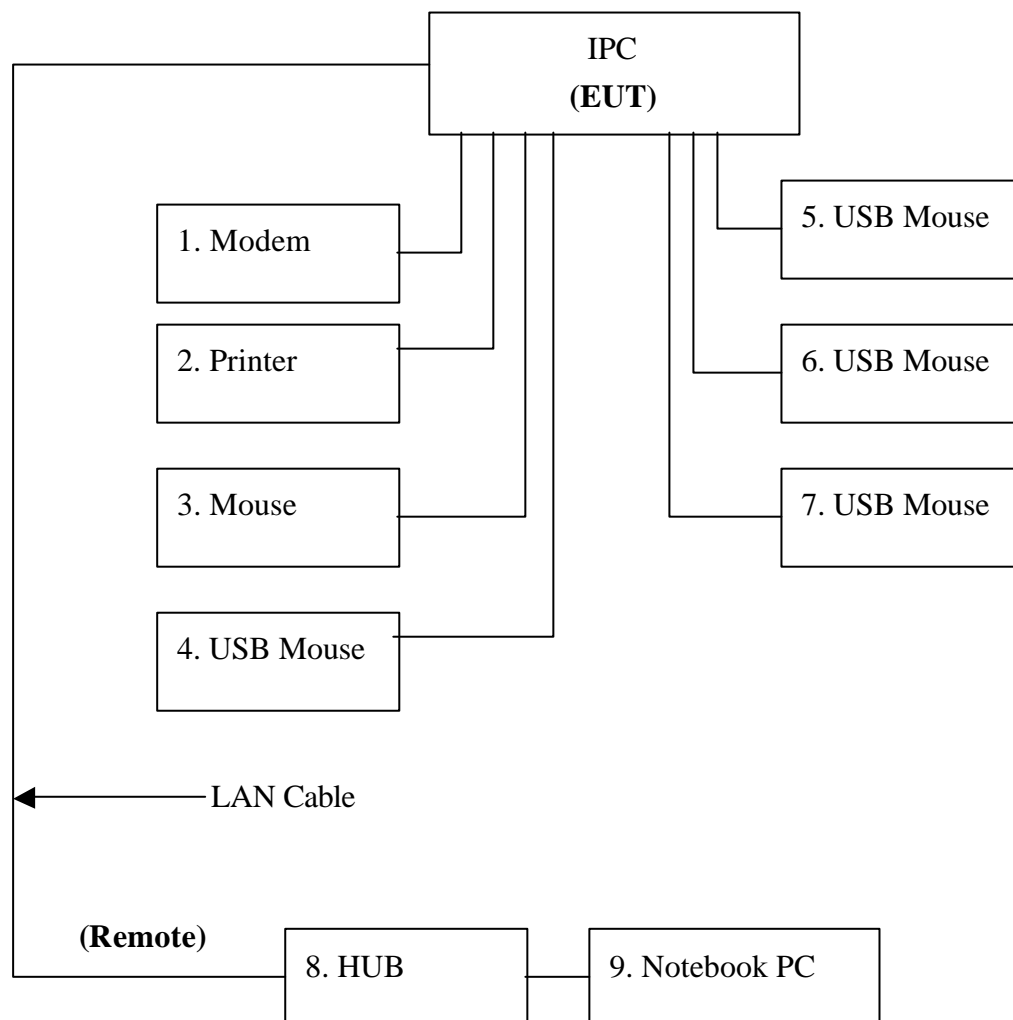 IPC
(EUT)
1. Modem
2. Printer
3. Mouse
4. USB Mouse
5. USB Mouse
6. USB Mouse
7. USB Mouse
LAN Cable
(Remote)
8. HUB
9. Notebook PC